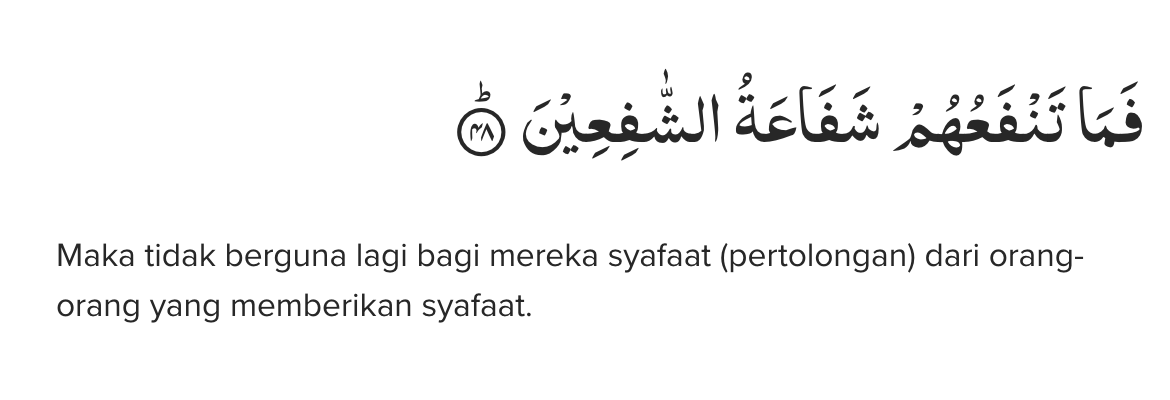 فَمَا تَنْفَعُهُمْ شَفَاعَةُ الشّٰفِعِيْنَۗ ۝٤٨
Maka tidak berguna lagi bagi mereka syafaat (pertolongan) dari orang-
orang yang memberikan syafaat.